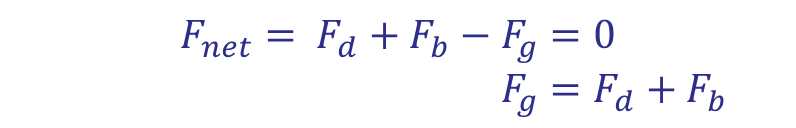 F_net = F_d + F_b − F_g = 0
F_g = F_d + F_b